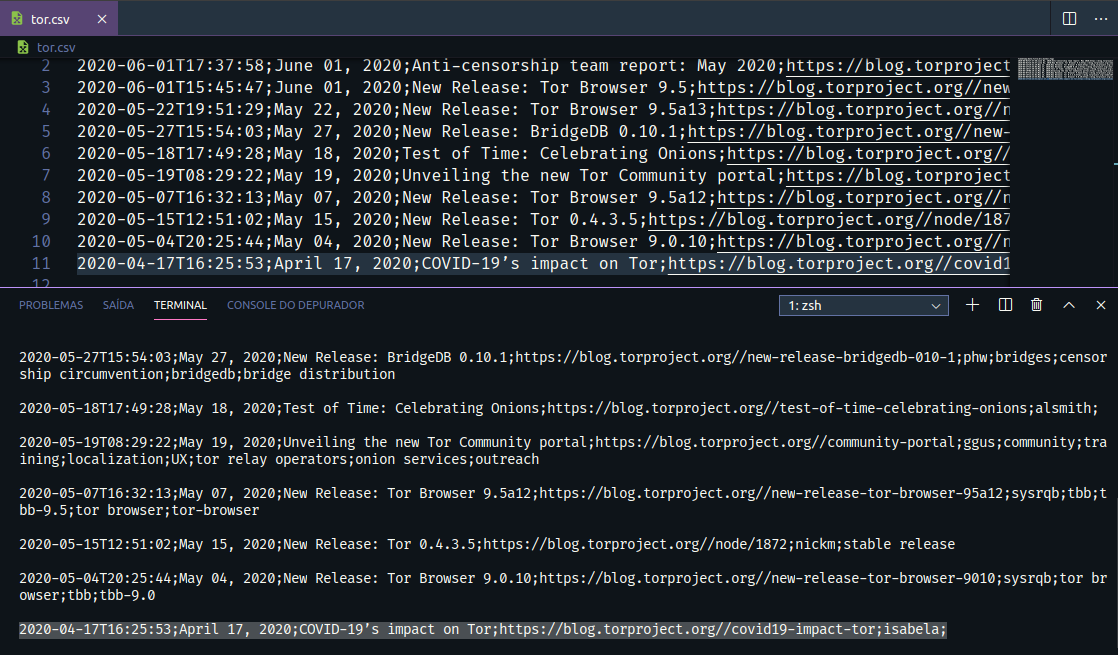 tor.csv
tor.csv
2 2020-06-01T17:37:58;June 01, 2020;Anti-censorship team report: May 2020;https://blog.torproject
3 2020-06-01T15:45:47;June 01, 2020;New Release: Tor Browser 9.5;https://blog.torproject.org//new
4 2020-05-22T19:51:29;May 22, 2020;New Release: Tor Browser 9.5a13;https://blog.torproject.org//n
5 2020-05-27T15:54:03;May 27, 2020;New Release: BridgeDB 0.10.1;https://blog.torproject.org//new-
6 2020-05-18T17:49:28;May 18, 2020;Test of Time: Celebrating Onions;https://blog.torproject.org//
7 2020-05-19T08:29:22;May 19, 2020;Unveiling the new Tor Community portal;https://blog.torproject
8 2020-05-07T16:32:13;May 07, 2020;New Release: Tor Browser 9.5a12;https://blog.torproject.org//n
9 2020-05-15T12:51:02;May 15, 2020;New Release: Tor 0.4.3.5;https://blog.torproject.org//node/187
10 2020-05-04T20:25:44;May 04, 2020;New Release: Tor Browser 9.0.10;https://blog.torproject.org//n
11 2020-04-17T16:25:53;April 17, 2020;COVID-19’s impact on Tor;https://blog.torproject.org//covid1
12
PROBLEMAS SAÍDA TERMINAL CONSOLE DO DEPURADOR 1: zsh
2020-05-27T15:54:03;May 27, 2020;New Release: BridgeDB 0.10.1;https://blog.torproject.org//new-release-bridgedb-010-1;phw;bridges;censor
ship circumvention;bridgedb;bridge distribution
2020-05-18T17:49:28;May 18, 2020;Test of Time: Celebrating Onions;https://blog.torproject.org//test-of-time-celebrating-onions;alsmith;
2020-05-19T08:29:22;May 19, 2020;Unveiling the new Tor Community portal;https://blog.torproject.org//community-portal;ggus;community;tra
ining;localization;UX;tor relay operators;onion services;outreach
2020-05-07T16:32:13;May 07, 2020;New Release: Tor Browser 9.5a12;https://blog.torproject.org//new-release-tor-browser-95a12;sysrqb;tbb;t
bb-9.5;tor browser;tor-browser
2020-05-15T12:51:02;May 15, 2020;New Release: Tor 0.4.3.5;https://blog.torproject.org//node/1872;nickm;stable release
2020-05-04T20:25:44;May 04, 2020;New Release: Tor Browser 9.0.10;https://blog.torproject.org//new-release-tor-browser-9010;sysrqb;tor br
owser;tbb;tbb-9.0
2020-04-17T16:25:53;April 17, 2020;COVID-19’s impact on Tor;https://blog.torproject.org//covid19-impact-tor;isabela;